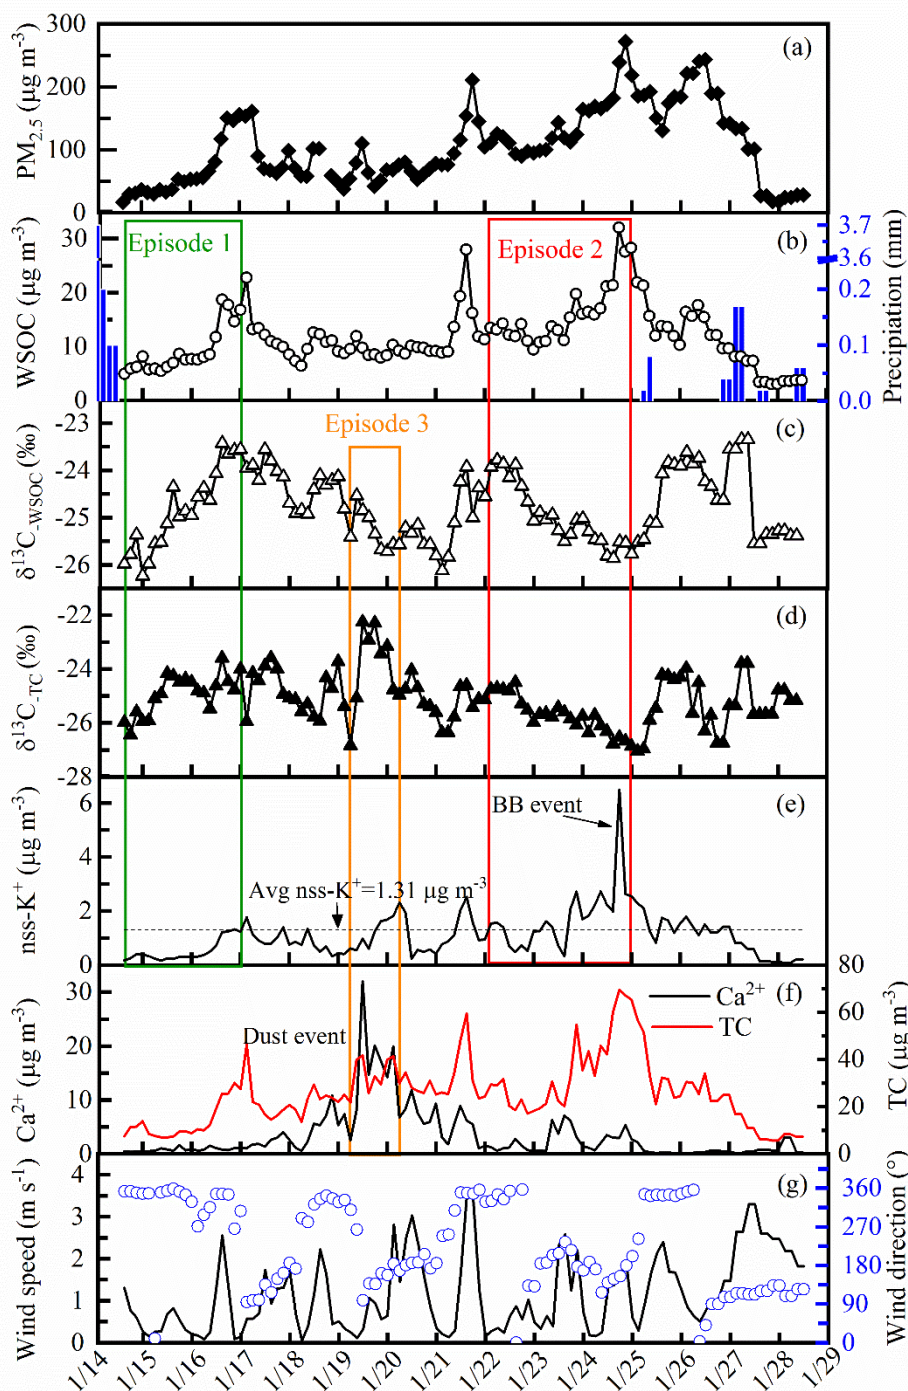 (a)
PM2.5 (μg m-3)
300
200
100
0
(b)
Episode 1
Episode 2
WSOC (μg m-3)
30
20
10
0
Precipiation (mm)
3.7
3.6
0.2
0.1
0.0
Episode 3
(c)
δ13C-WSOC(‰)
-23
-24
-25
-26
(d)
δ13C-TC(‰)
-22
-24
-26
-28
(e)
BB event
Avg nss-K+=1.31 μg m-3
nss-K+ (μg m-3)
6
4
2
0
(f)
Ca2+
TC
Dust event
Ca2+ (μg m-3)
30
20
10
0
TC (μg m-3)
80
60
40
20
0
(g)
Wind speed (m s-1)
4
3
2
1
0
Wind direction (°)
360
270
180
90
0
1/14 1/15 1/16 1/17 1/18 1/19 1/20 1/21 1/22 1/23 1/24 1/25 1/26 1/27 1/28 1/29